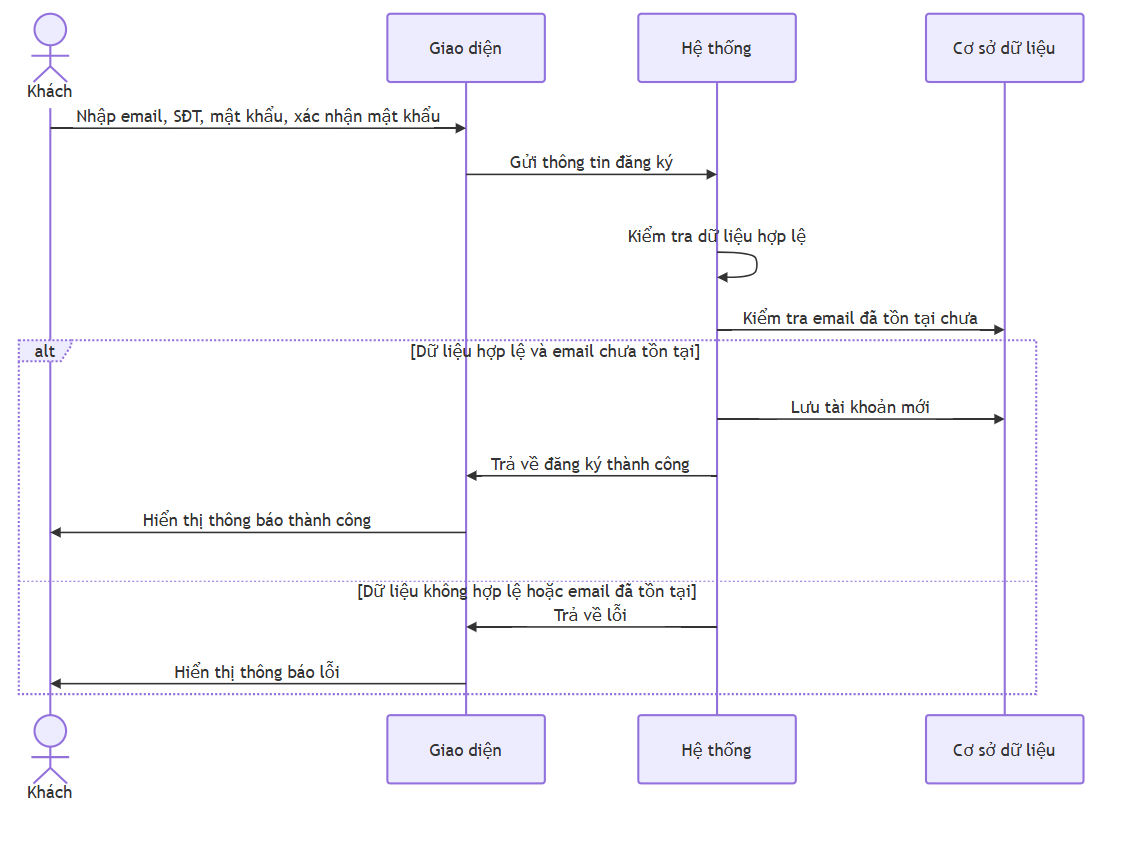 Khách
Giao diện
Hệ thống
Cơ sở dữ liệu
Nhập email, SĐT, mật khẩu, xác nhận mật khẩu
Gửi thông tin đăng ký
Kiểm tra dữ liệu hợp lệ
Kiểm tra email đã tồn tại chưa
alt
[Dữ liệu hợp lệ và email chưa tồn tại]
Lưu tài khoản mới
Trả về đăng ký thành công
Hiển thị thông báo thành công
[Dữ liệu không hợp lệ hoặc email đã tồn tại]
Trả về lỗi
Hiển thị thông báo lỗi
Khách
Giao diện
Hệ thống
Cơ sở dữ liệu